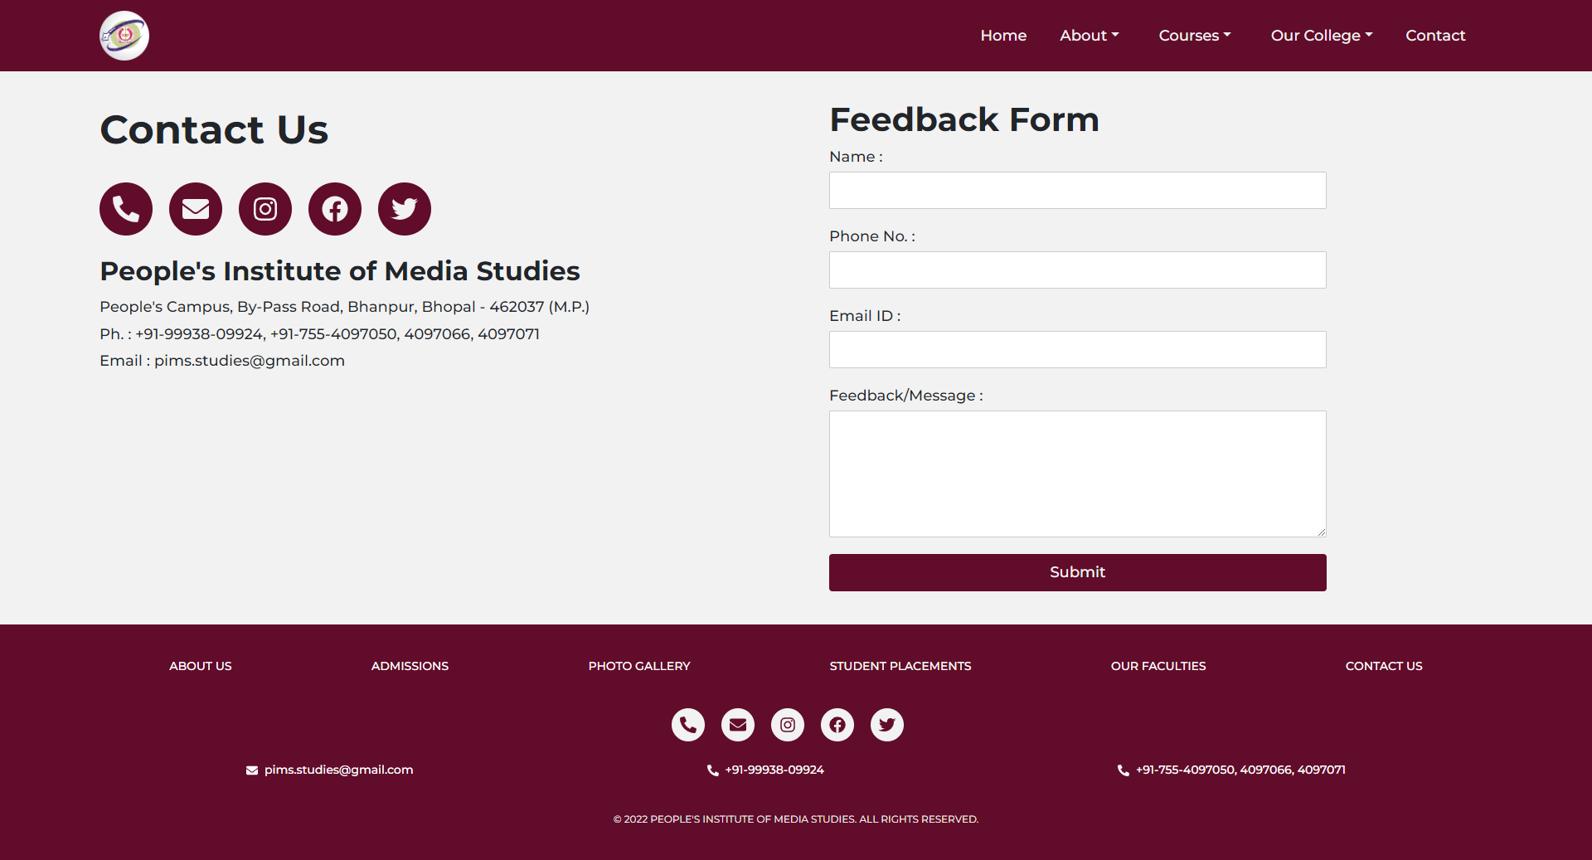 Home
About
Courses
Our College
Contact
Contact Us
People's Institute of Media Studies
People's Campus, By-Pass Road, Bhanpur, Bhopal - 462037 (M.P.)
Ph. : +91-99938-09924, +91-755-4097050, 4097066, 4097071
Email : pims.studies@gmail.com
Feedback Form
Name :
Phone No. :
Email ID :
Feedback/Message :
Submit
ABOUT US
ADMISSIONS
PHOTO GALLERY
STUDENT PLACEMENTS
OUR FACULTIES
CONTACT US
pims.studies@gmail.com
+91-99938-09924
+91-755-4097050, 4097066, 4097071
© 2022 PEOPLE'S INSTITUTE OF MEDIA STUDIES. ALL RIGHTS RESERVED.